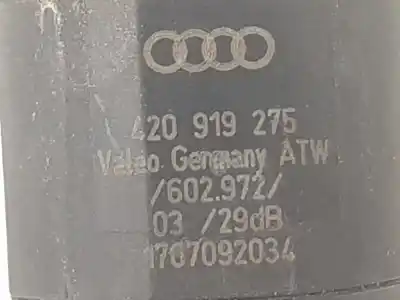 420 919 275
Valeo Germany ATW
/602.972/
03 /29dB
1707092034